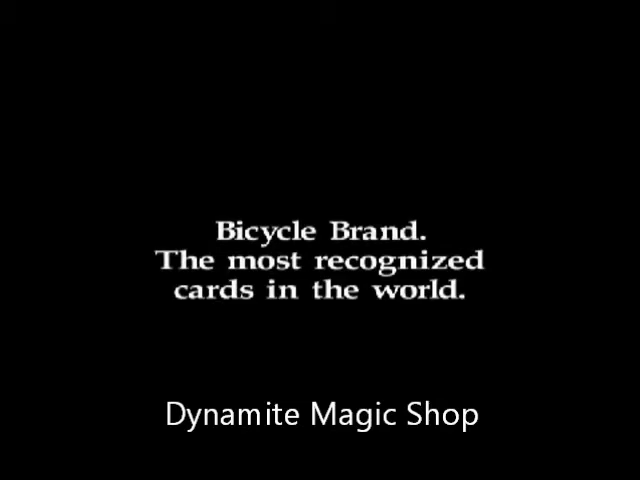 Bicycle Brand.
The most recognized
cards in the world.
Dynamite Magic Shop